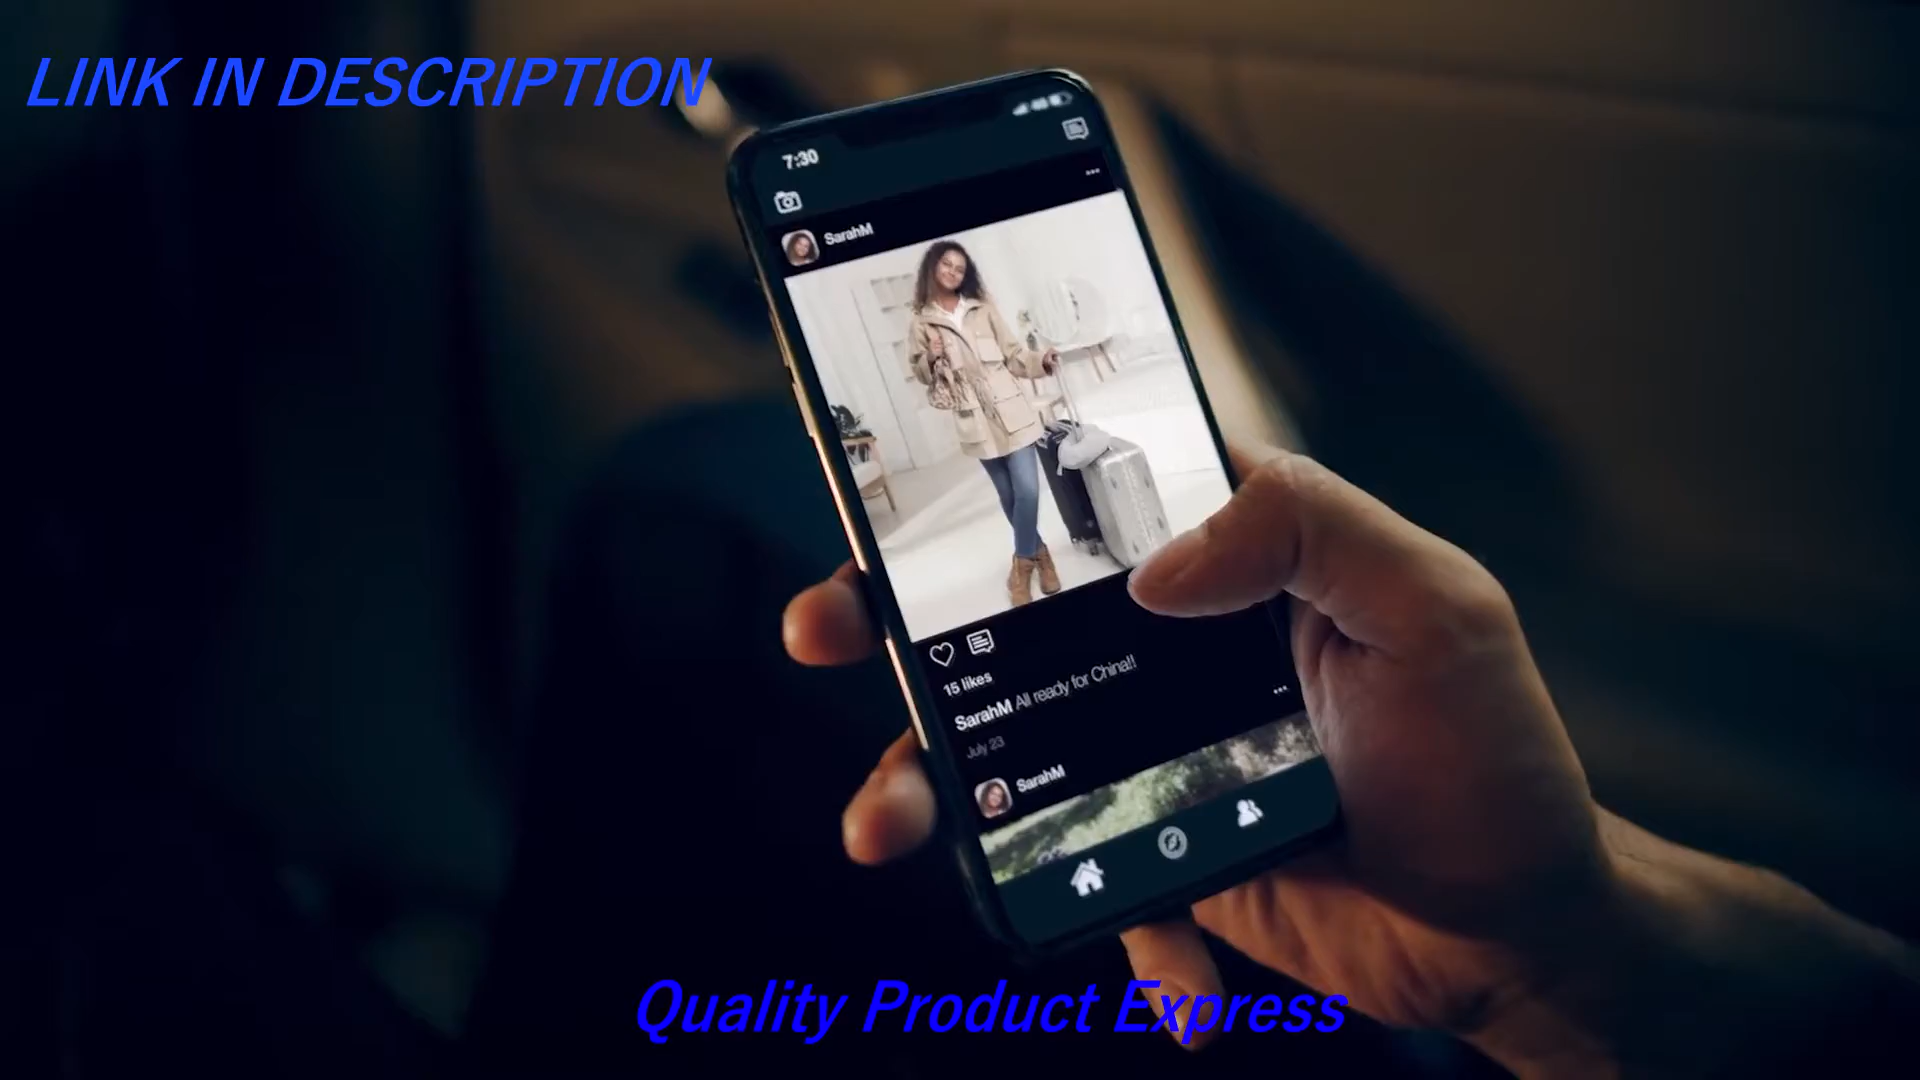 LINK IN DESCRIPTION
7:30
SarahM
15 likes
SarahM All ready for China!!
July 23
SarahM
Quality Product Express